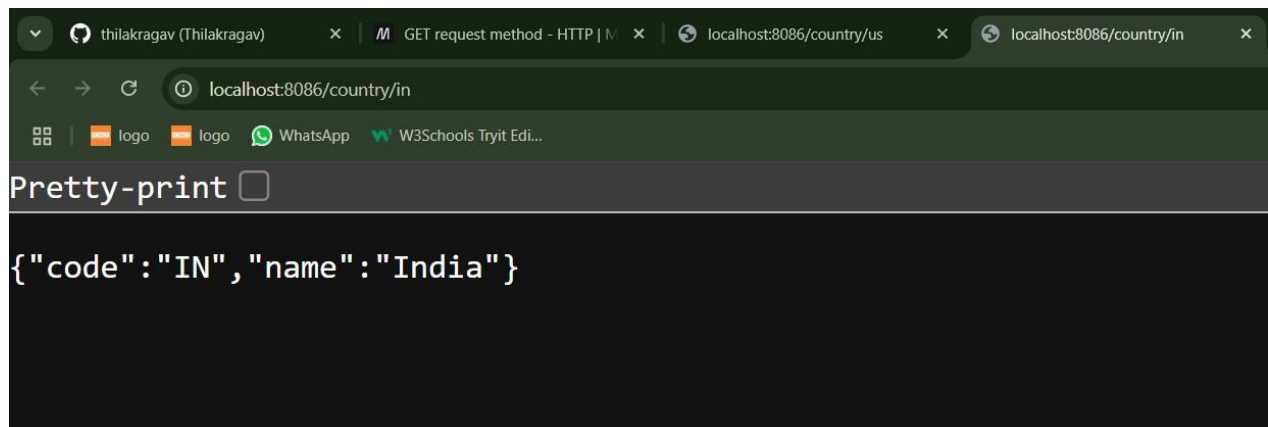 thilakragav (Thilakragav)
GET request method - HTTP | M
localhost:8086/country/us
localhost:8086/country/in
localhost:8086/country/in
logo
logo
WhatsApp
W3Schools Tryit Edi...
Pretty-print
{"code":"IN","name":"India"}